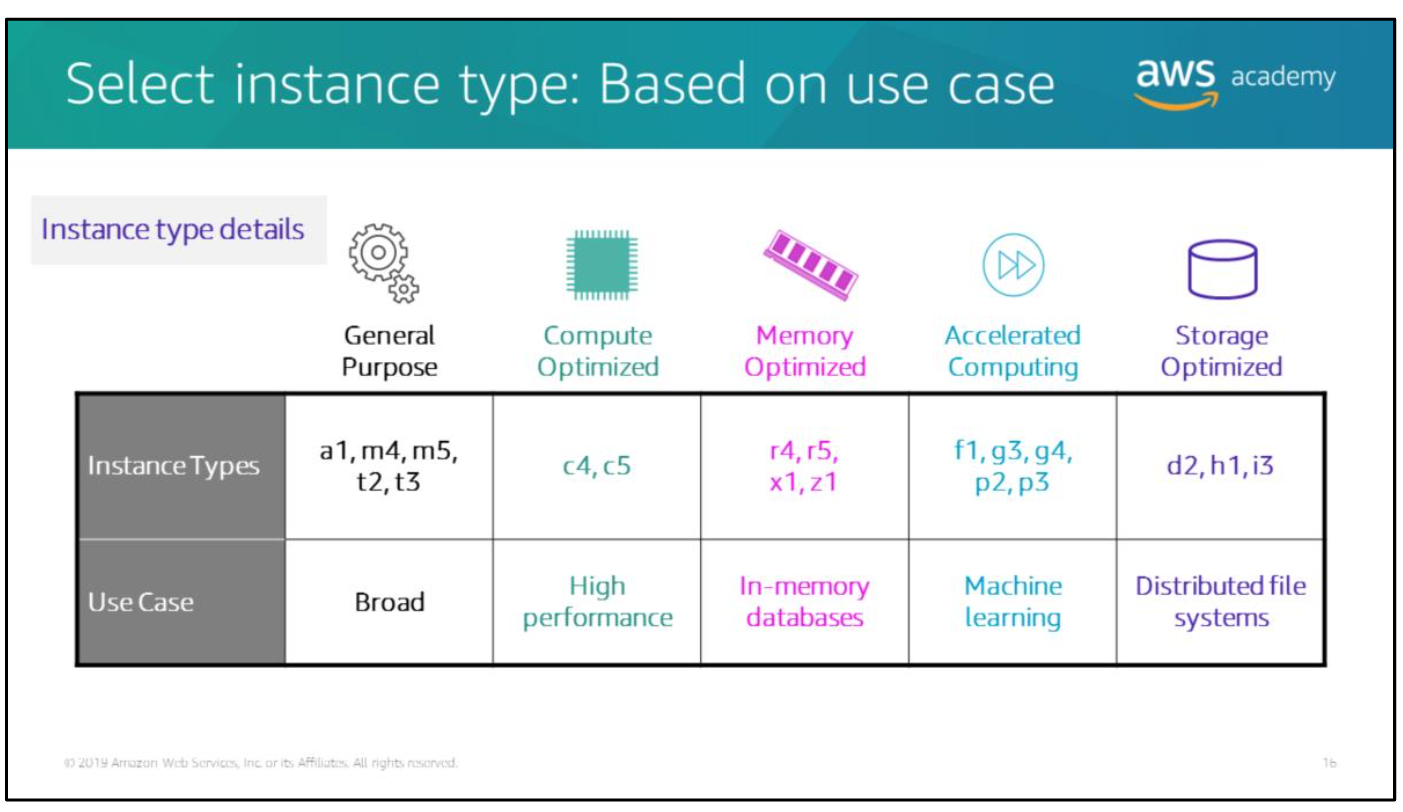 Select instance type: Based on use case
aws academy
Instance type details
General
Purpose
Compute
Optimized
Memory
Optimized
Accelerated
Computing
Storage
Optimized
Instance Types
a1, m4, m5,
t2, t3
c4, c5
r4, r5,
x1, z1
f1, g3, g4,
p2, p3
d2, h1, i3
Use Case
Broad
High
performance
In-memory
databases
Machine
learning
Distributed file
systems
© 2019 Amazon Web Services, Inc. or its Affiliates. All rights reserved.
16